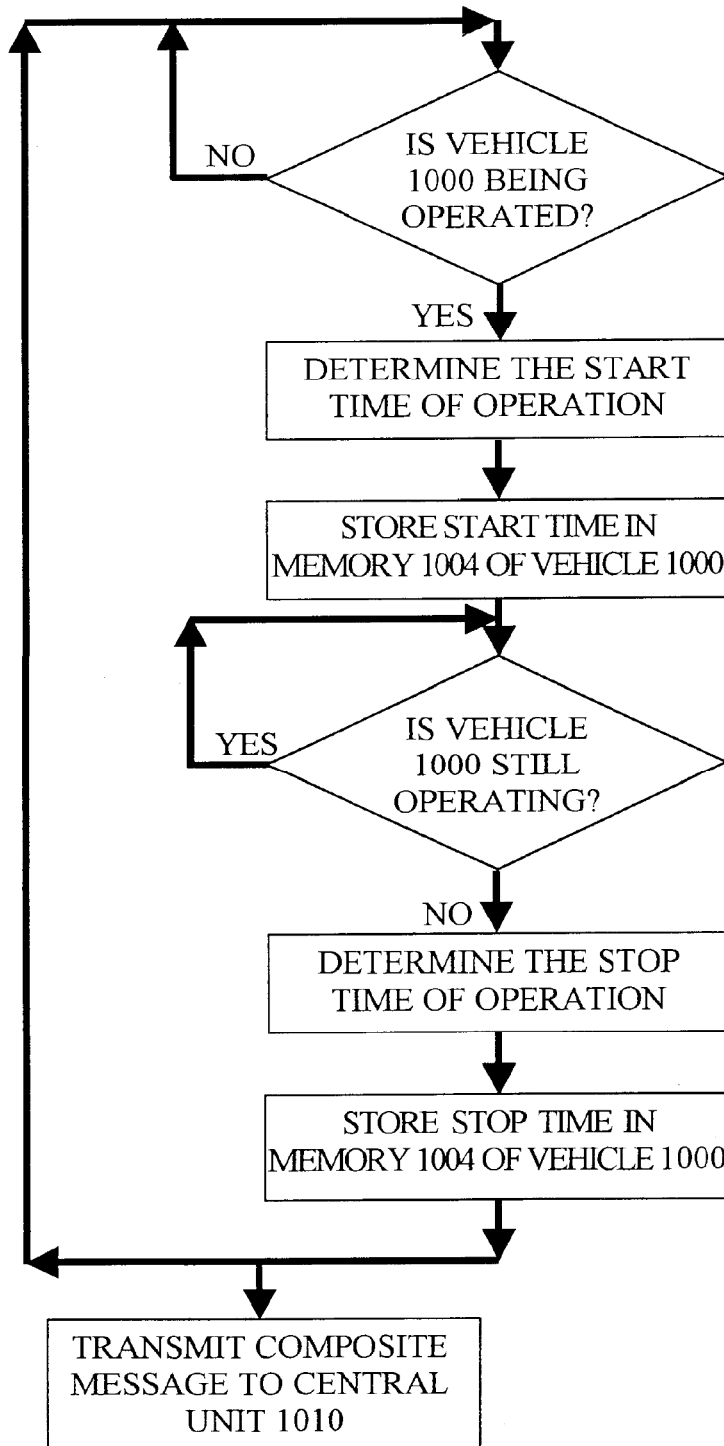 IS VEHICLE
1000 BEING
OPERATED?
NO
YES
DETERMINE THE START
TIME OF OPERATION
STORE START TIME IN
MEMORY 1004 OF VEHICLE 1000
IS VEHICLE
1000 STILL
OPERATING?
YES
NO
DETERMINE THE STOP
TIME OF OPERATION
STORE STOP TIME IN
MEMORY 1004 OF VEHICLE 1000
TRANSMIT COMPOSITE
MESSAGE TO CENTRAL
UNIT 1010